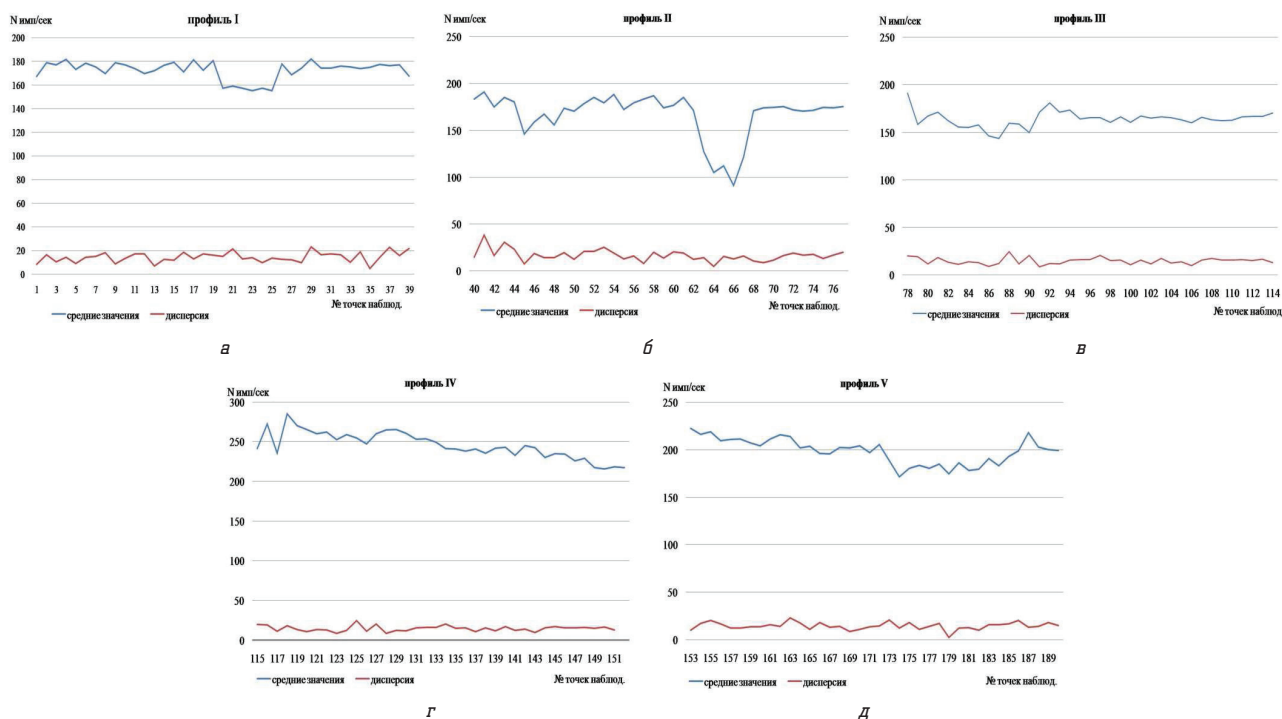 профиль I
N имп/сек
200
180
160
140
120
100
80
60
40
20
0
1 3 5 7 9 11 13 15 17 19 21 23 25 27 29 31 33 35 37 39
№ точек наблюд.
средние значения дисперсия
а
профиль II
N имп/сек
250
200
150
100
50
0
40 42 44 46 48 50 52 54 56 58 60 62 64 66 68 70 72 74 76
№ точек наблюд.
средние значения дисперсия
б
профиль III
N имп/сек
250
200
150
100
50
0
78 80 82 84 86 88 90 92 94 96 98 100 102 104 106 108 110 112 114
№ точек наблюд.
средние значения дисперсия
в
профиль IV
N имп/сек
300
250
200
150
100
50
0
115 117 119 121 123 125 127 129 131 133 135 137 139 141 143 145 147 149 151
№ точек наблюд.
средние значения дисперсия
г
профиль V
N имп/сек
250
200
150
100
50
0
153 155 157 159 161 163 165 167 169 171 173 175 177 179 181 183 185 187 189
№ точек наблюд.
средние значения дисперсия
д